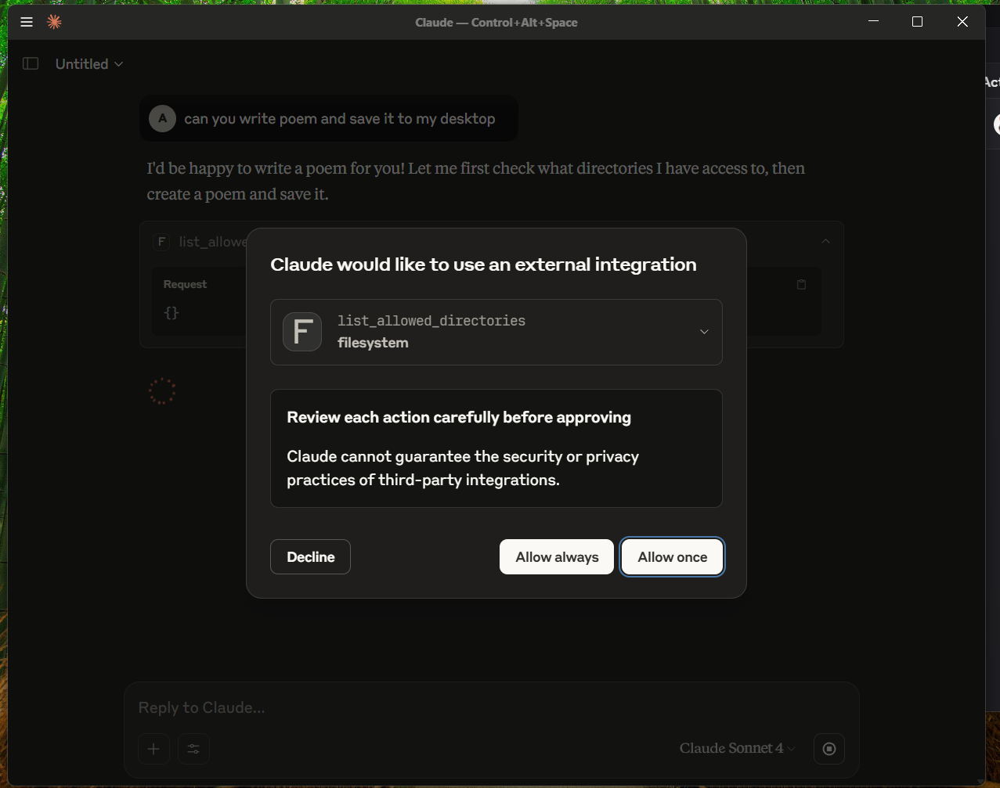 Claude — Control+Alt+Space
Untitled
Act
A
can you write poem and save it to my desktop
I'd be happy to write a poem for you! Let me first check what directories I have access to, then
create a poem and save it.
F list_allowe
Request
{}
Claude would like to use an external integration
F
list_allowed_directories
filesystem
Review each action carefully before approving
Claude cannot guarantee the security or privacy
practices of third-party integrations.
Decline
Allow always
Allow once
Reply to Claude...
Claude Sonnet 4